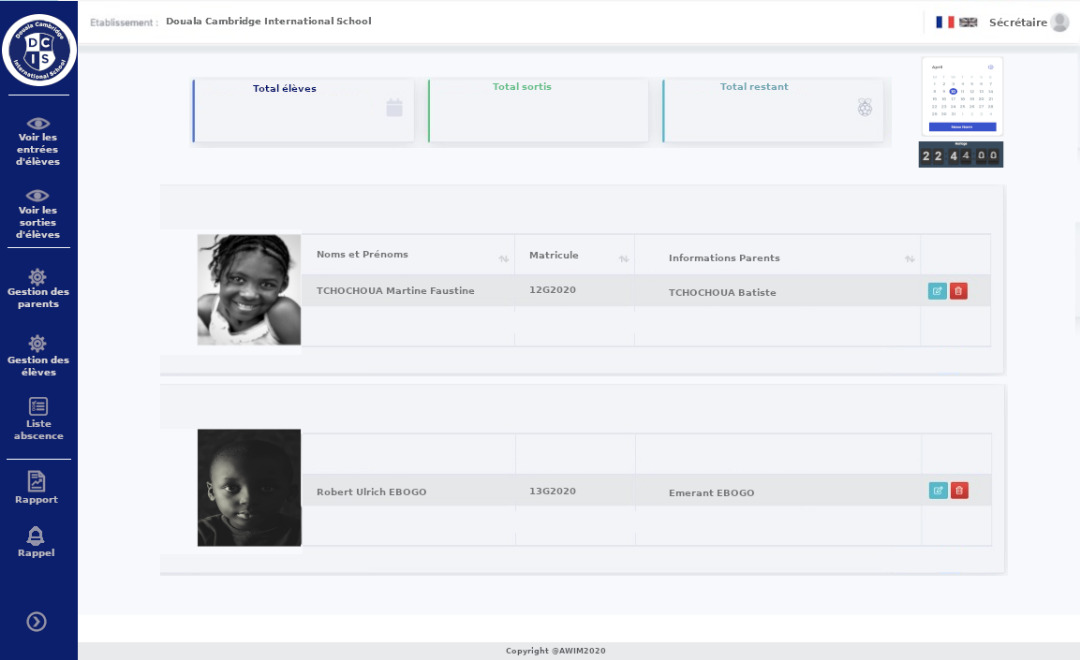 Etablissement : Douala Cambridge International School
Sécrétaire
Douala Cambridge
DC
IS
International School
Voir les
entrées
d'élèves
Voir les
sorties
d'élèves
Gestion des
parents
Gestion des
élèves
Liste
abscence
Rapport
Rappel
Total élèves
Total sortis
Total restant
April
22 44 00
Noms et Prénoms
Matricule
Informations Parents
TCHOCHOUA Martine Faustine
12G2020
TCHOCHOUA Batiste
Robert Ulrich EBOGO
13G2020
Emerant EBOGO
Copyright @AWIM2020